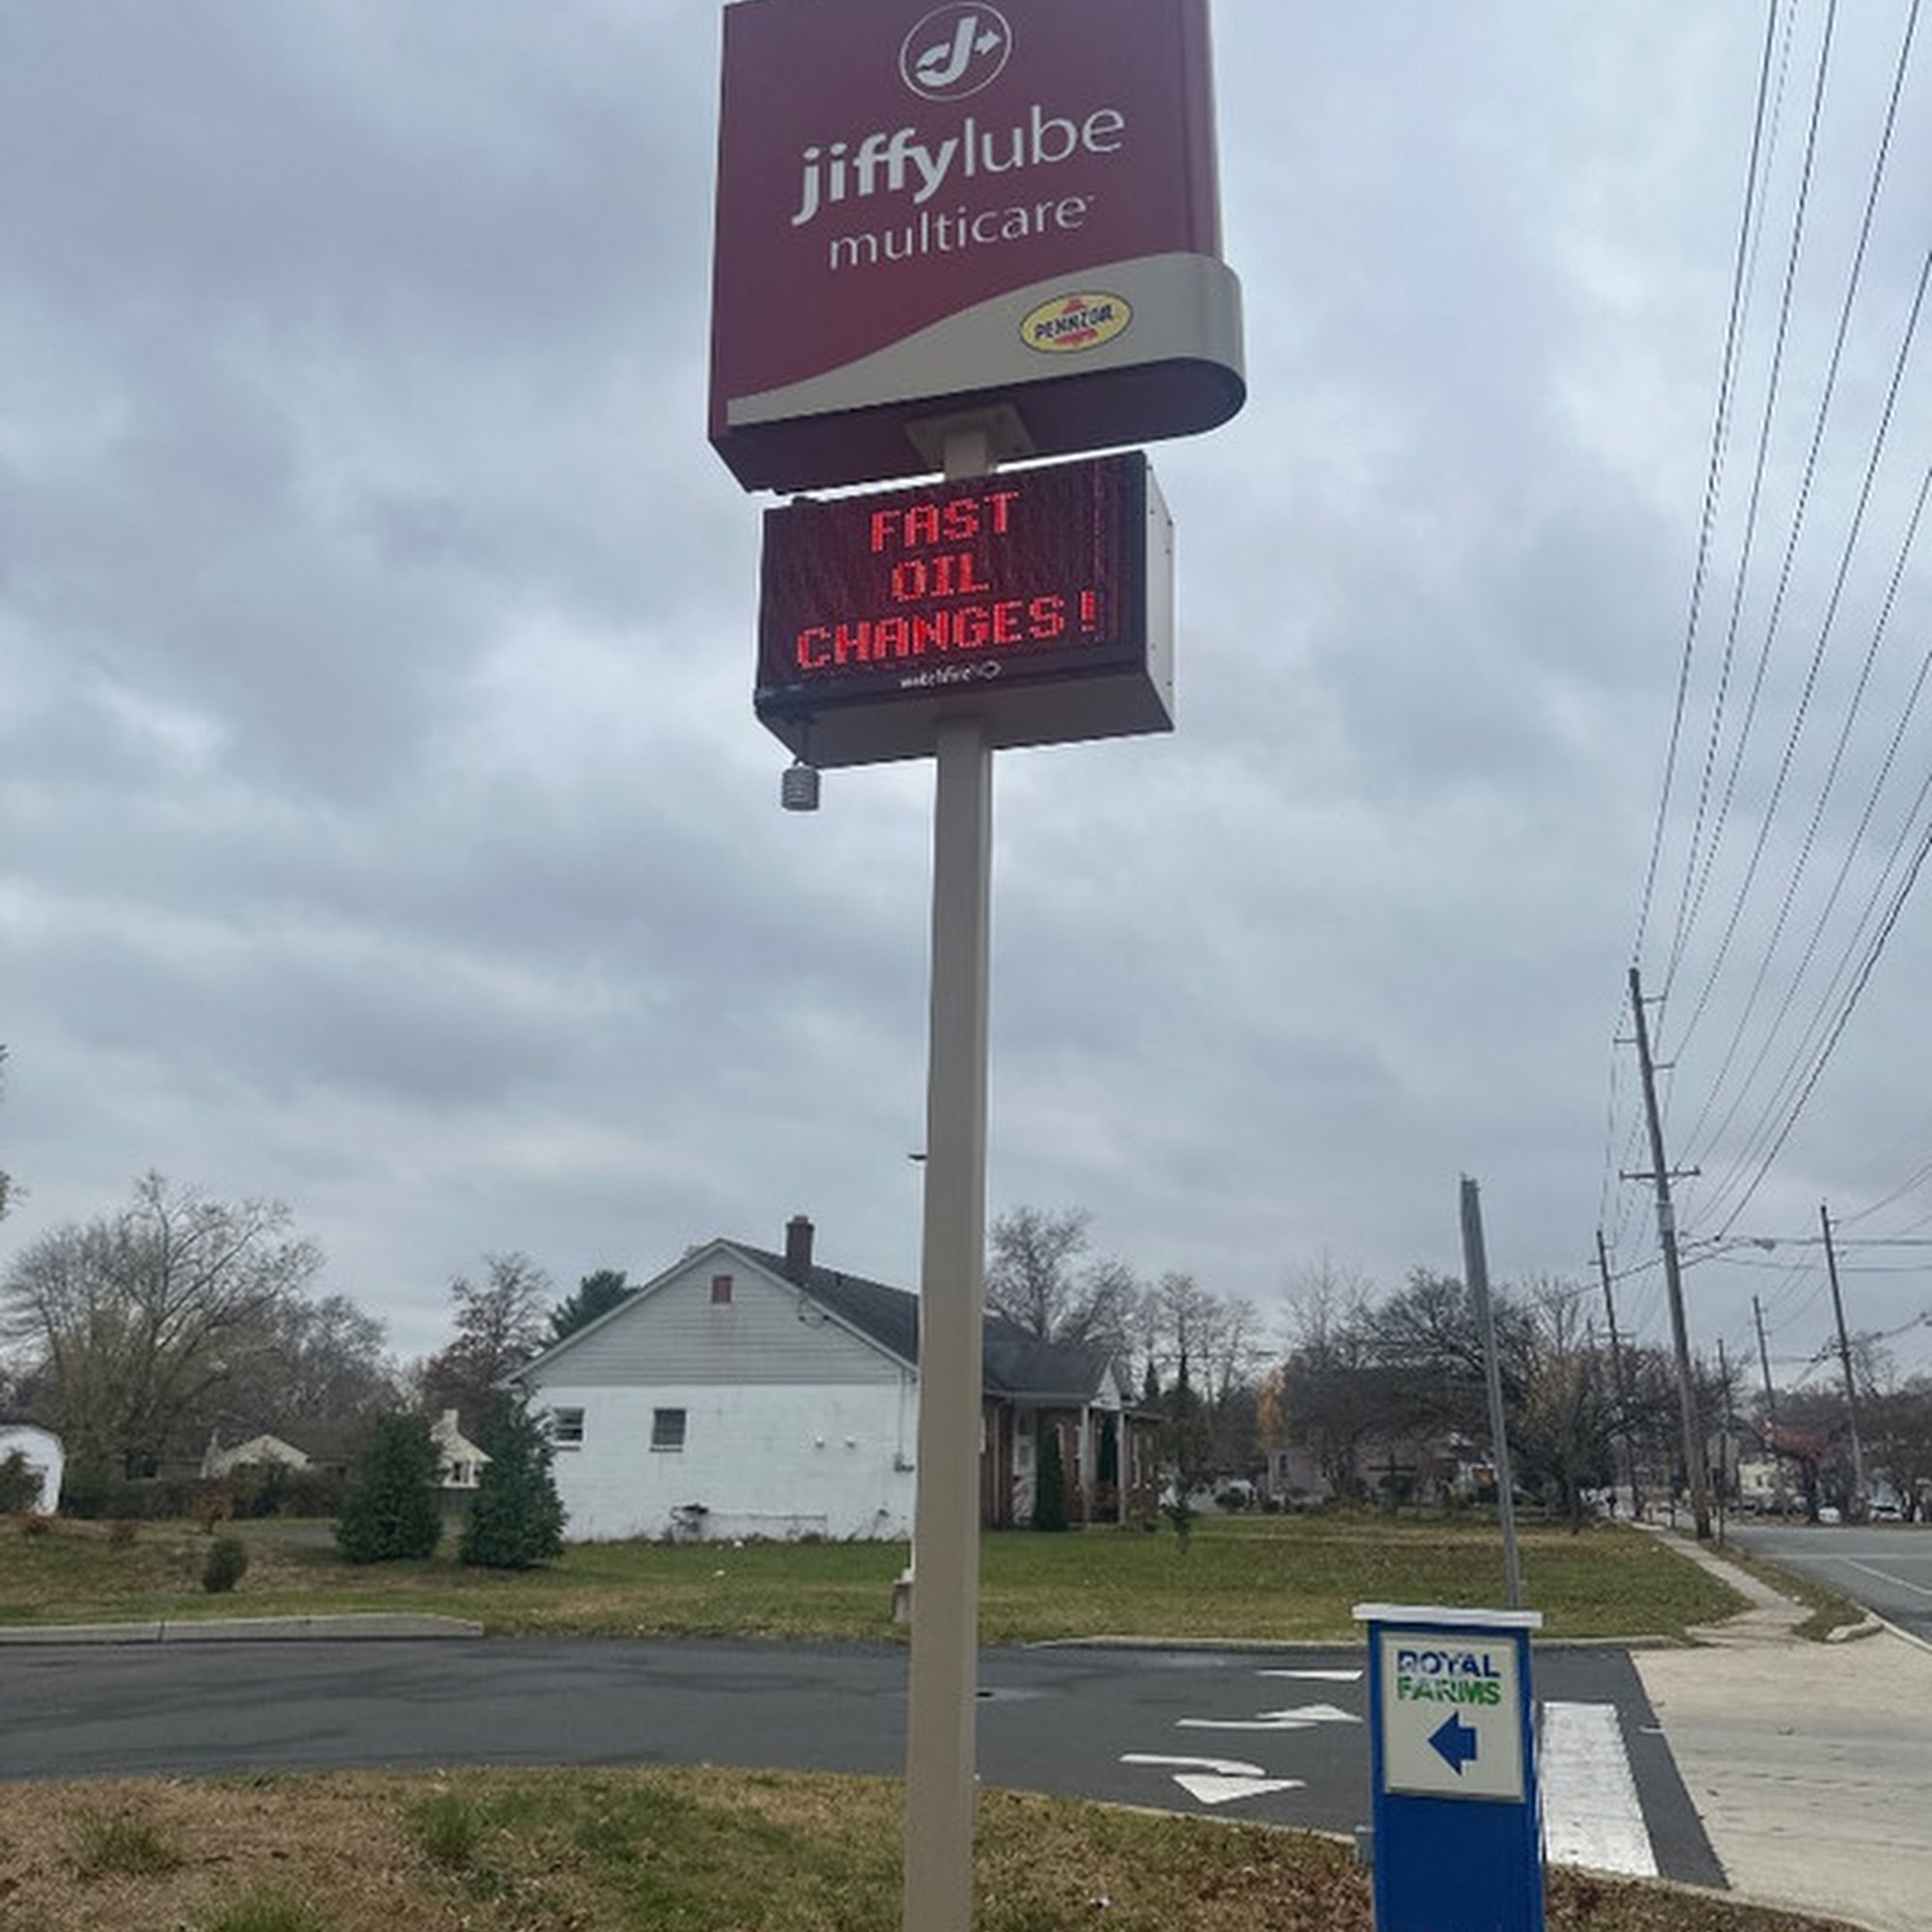 jiffylube
multicare
PENNZOIL
FAST
OIL
CHANGES!
watchfire
ROYAL
FARMS